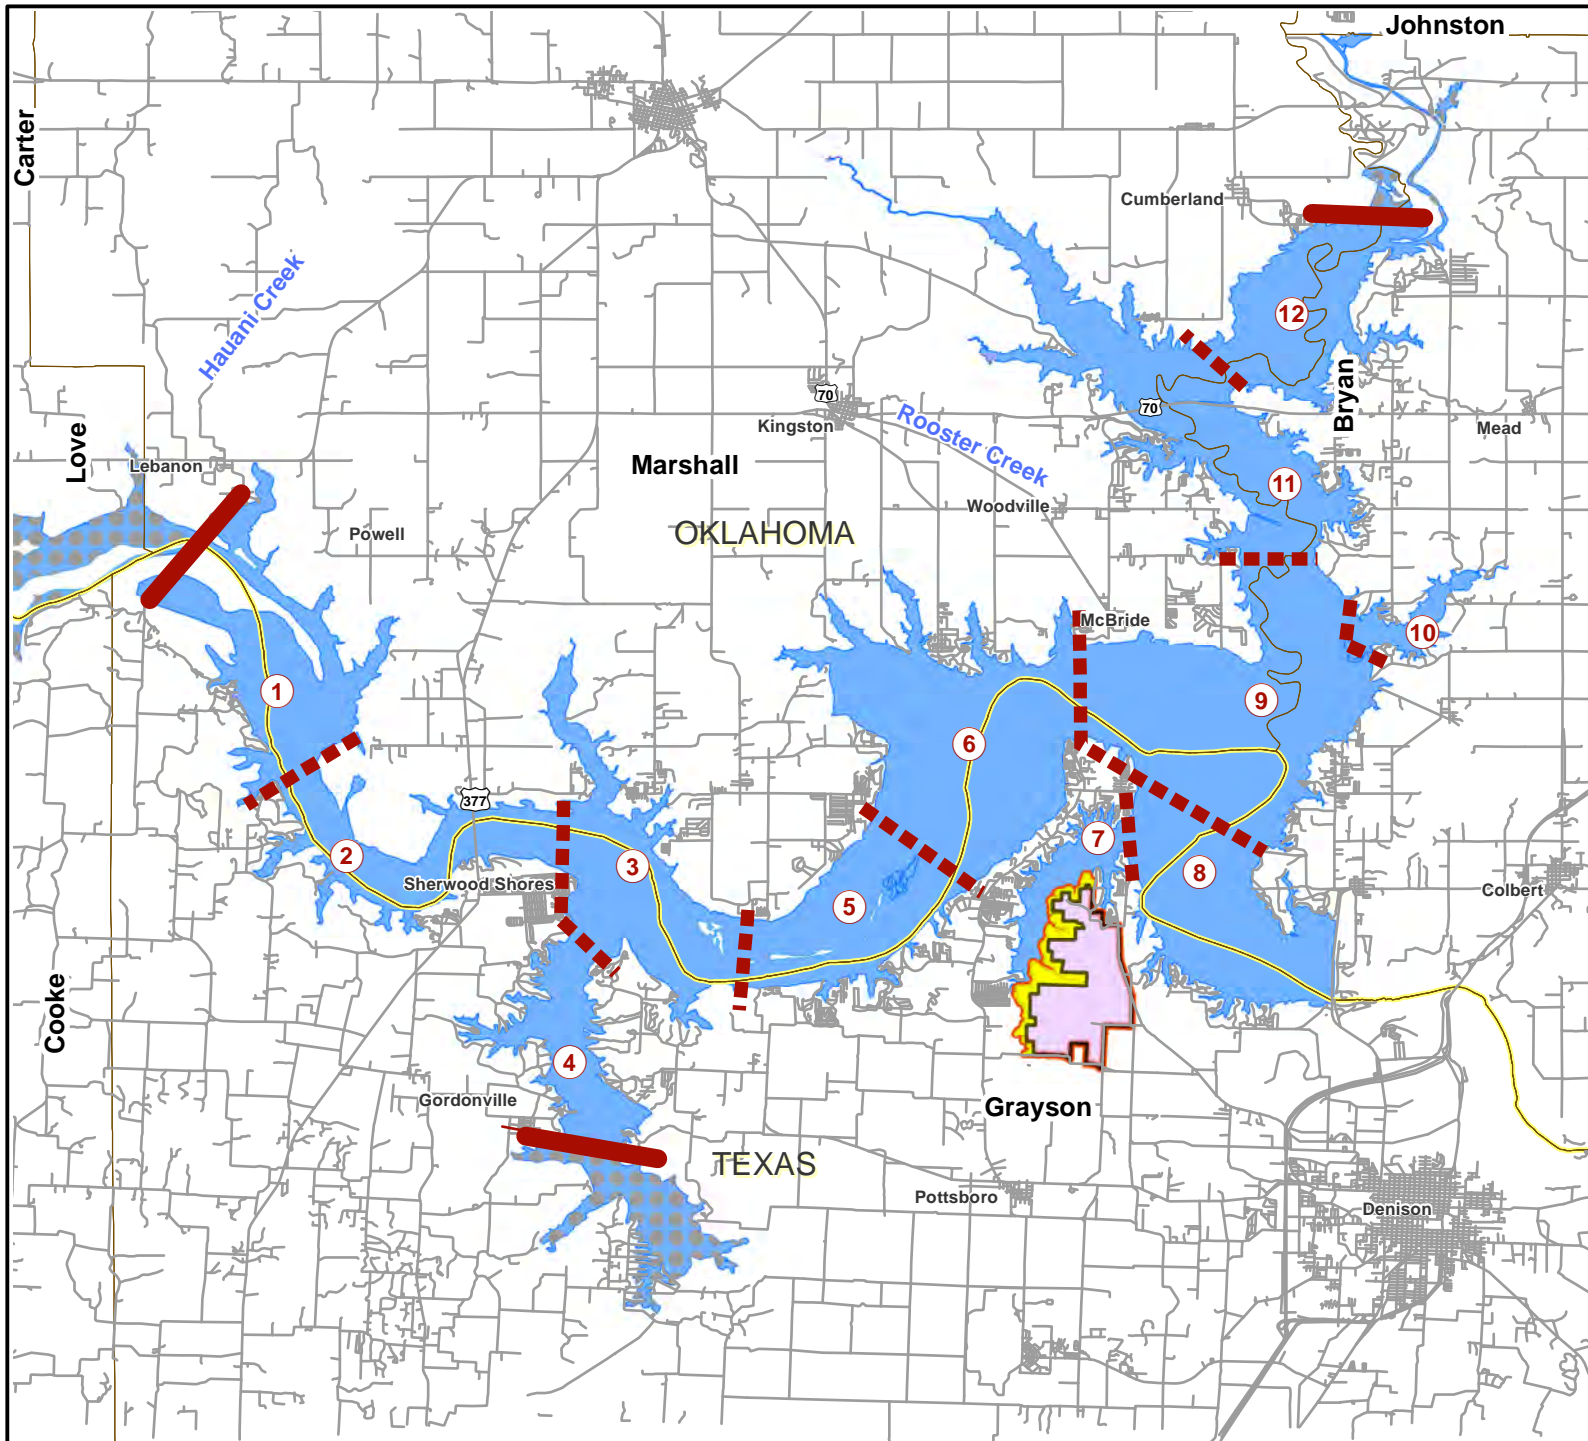 Johnston
Carter
Cumberland
Hauani Creek
12
Bryan
70
70
Kingston
Rooster Creek
Mead
Love
Lebanon
Marshall
11
Woodville
Powell
OKLAHOMA
McBride
10
1
9
6
377
7
2
3
8
Sherwood Shores
5
Colbert
Cooke
4
Gordonville
Grayson
TEXAS
Pottsboro
Denison